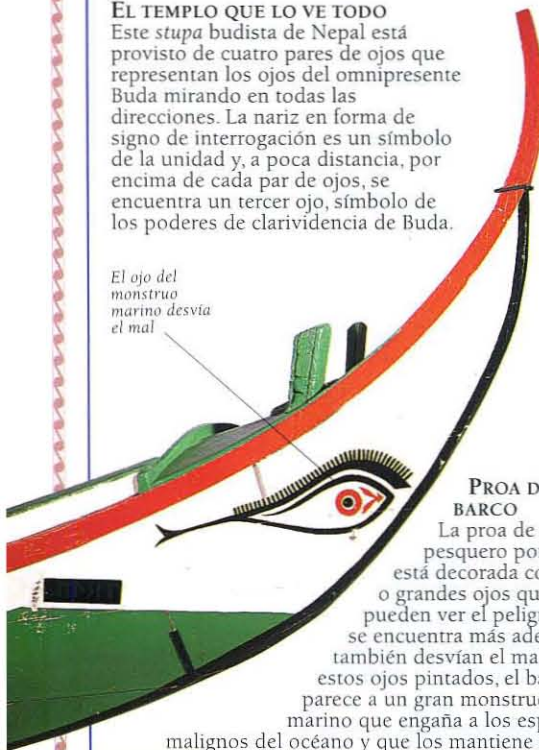 EL TEMPLO QUE LO VE TODO
Este stupa budista de Nepal está
provisto de cuatro pares de ojos que
representan los ojos del omnipresente
Buda mirando en todas las
direcciones. La nariz en forma de
signo de interrogación es un símbolo
de la unidad y, a poca distancia, por
encima de cada par de ojos, se
encuentra un tercer ojo, símbolo de
los poderes de clarividencia de Buda.
El ojo del
monstruo
marino desvía
el mal
PROA D
BARCO
La proa de
pesquero por
está decorada co
o grandes ojos qu
pueden ver el peligr
se encuentra más ade
también desvían el ma
estos ojos pintados, el ba
parece a un gran monstruo
marino que engaña a los esp
malignos del océano y que los mantiene